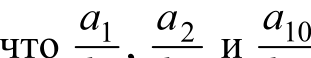 что a₁, a₂ и a₁₀